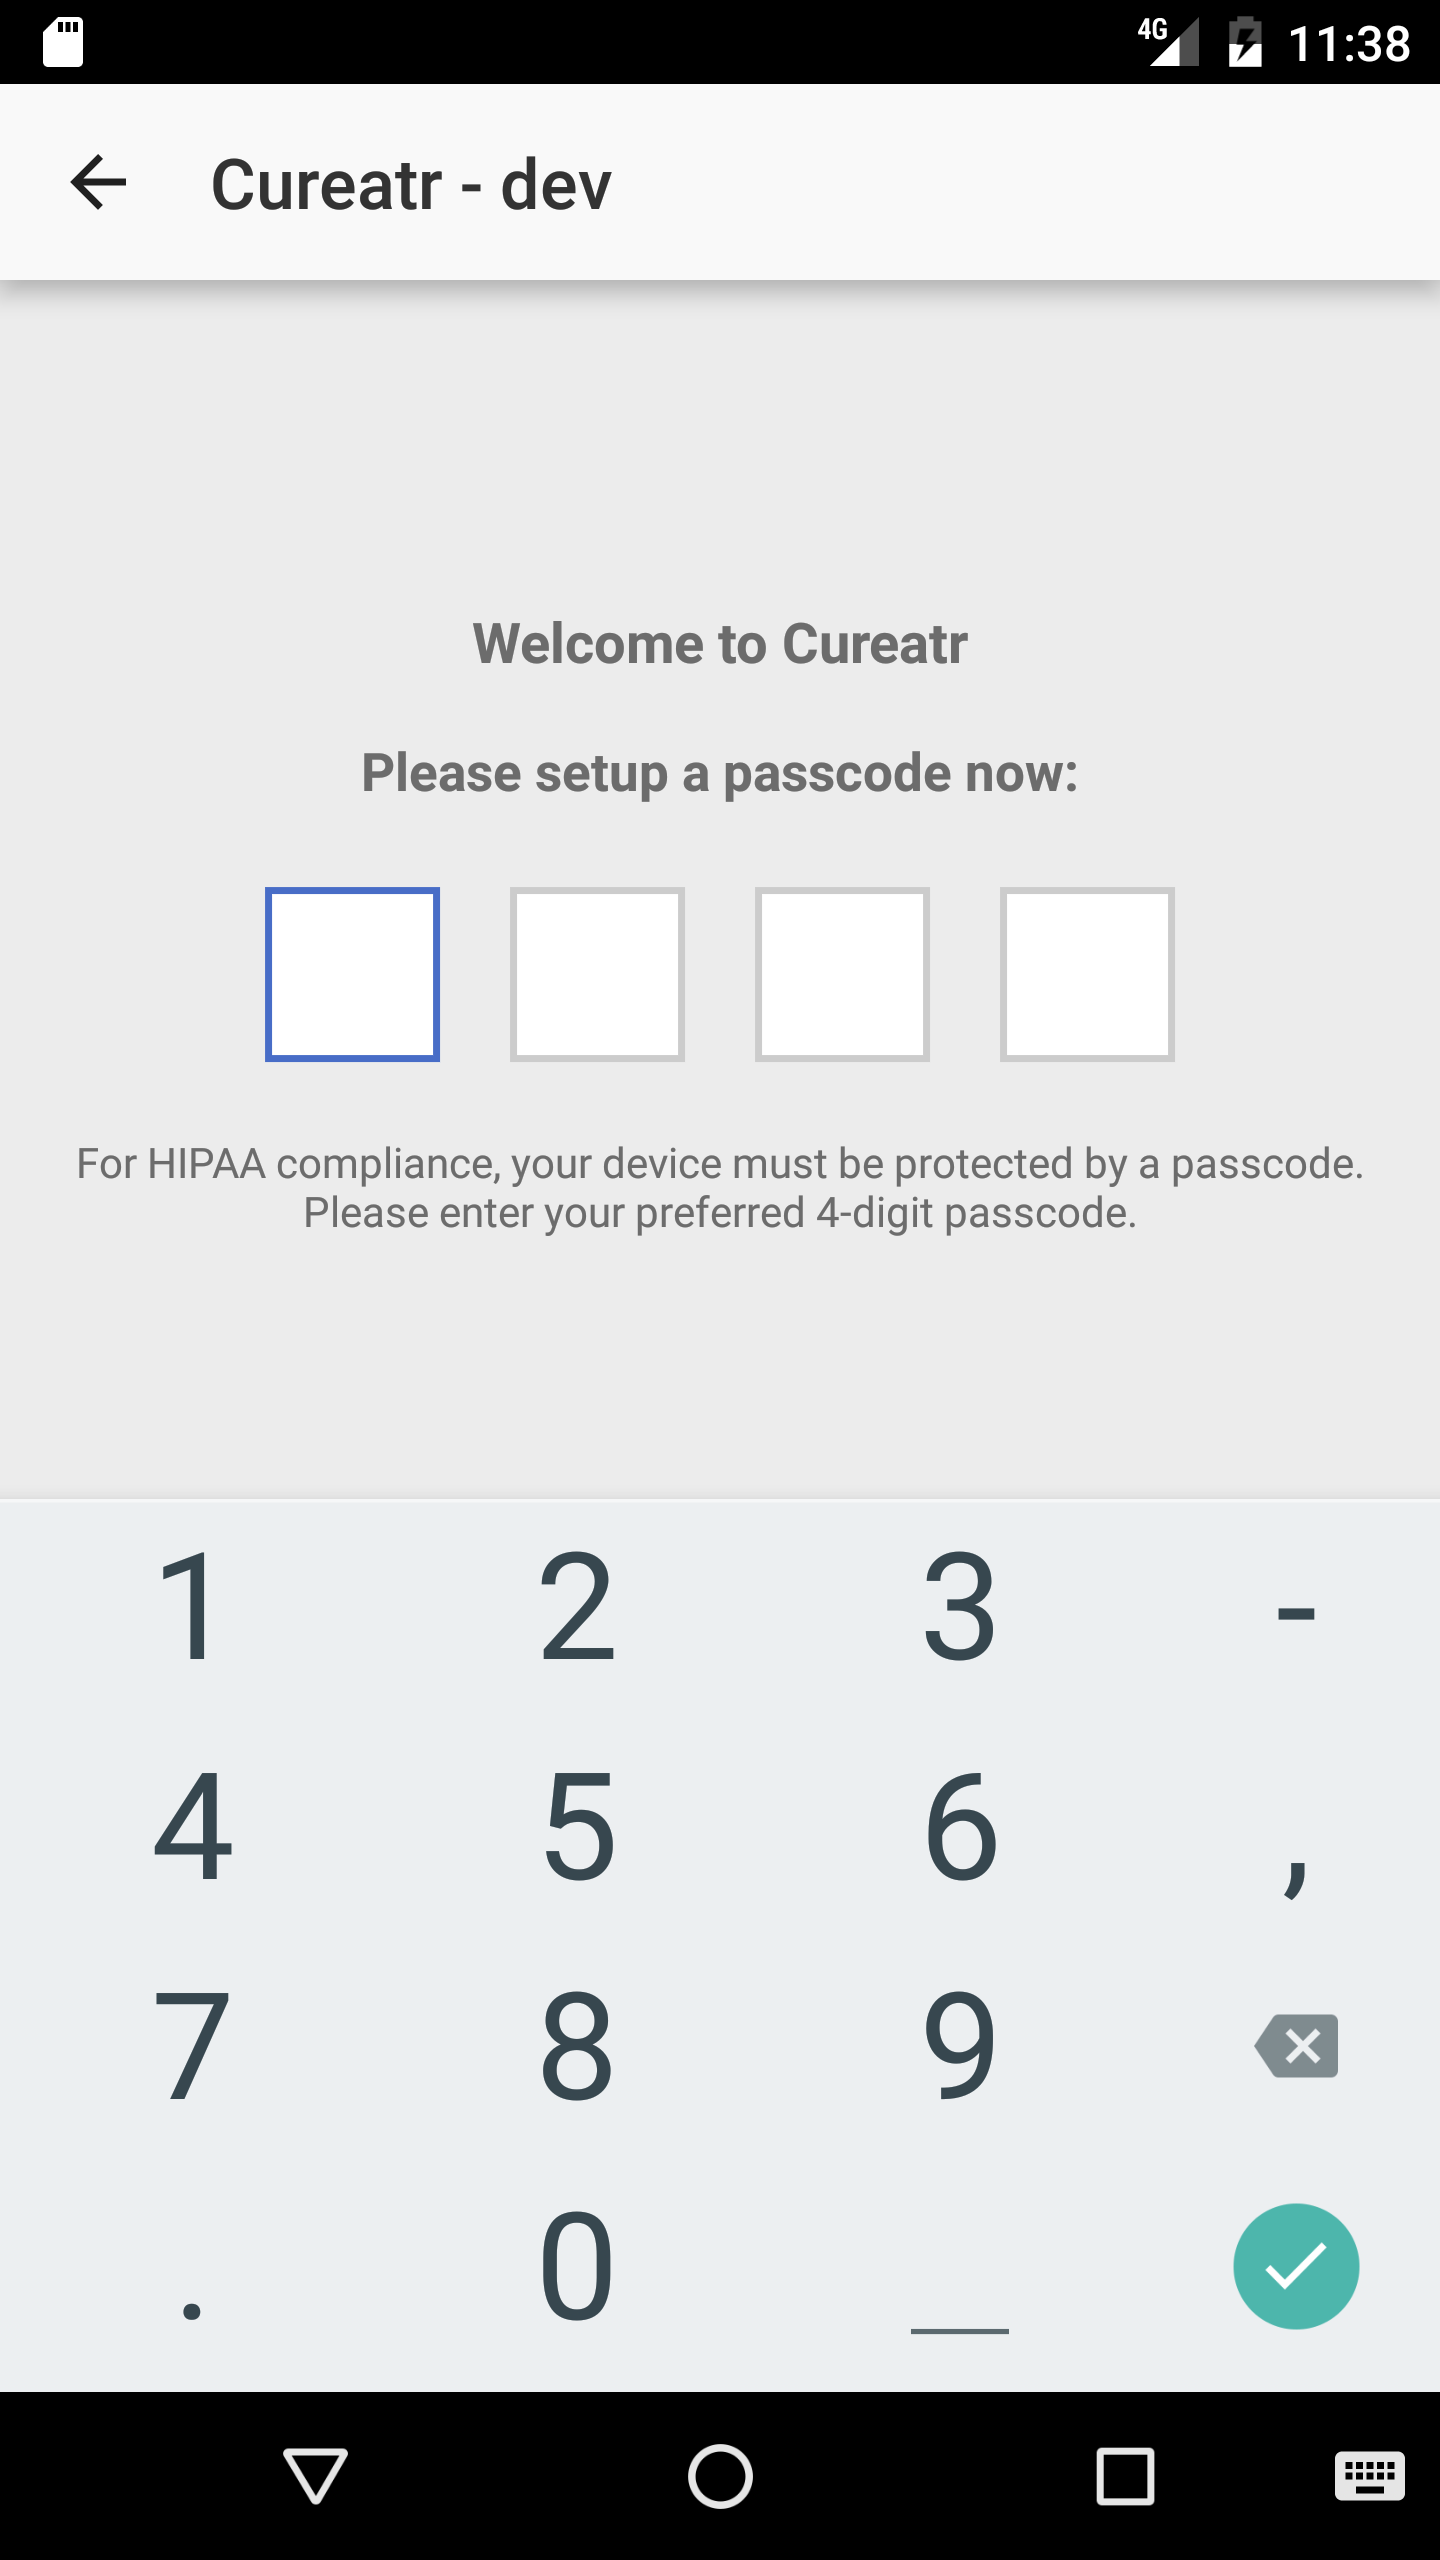 4G 11:38
Cureatr - dev
Welcome to Cureatr
Please setup a passcode now:
For HIPAA compliance, your device must be protected by a passcode.
Please enter your preferred 4-digit passcode.
1 2 3 -
4 5 6 ,
7 8 9
. 0 _